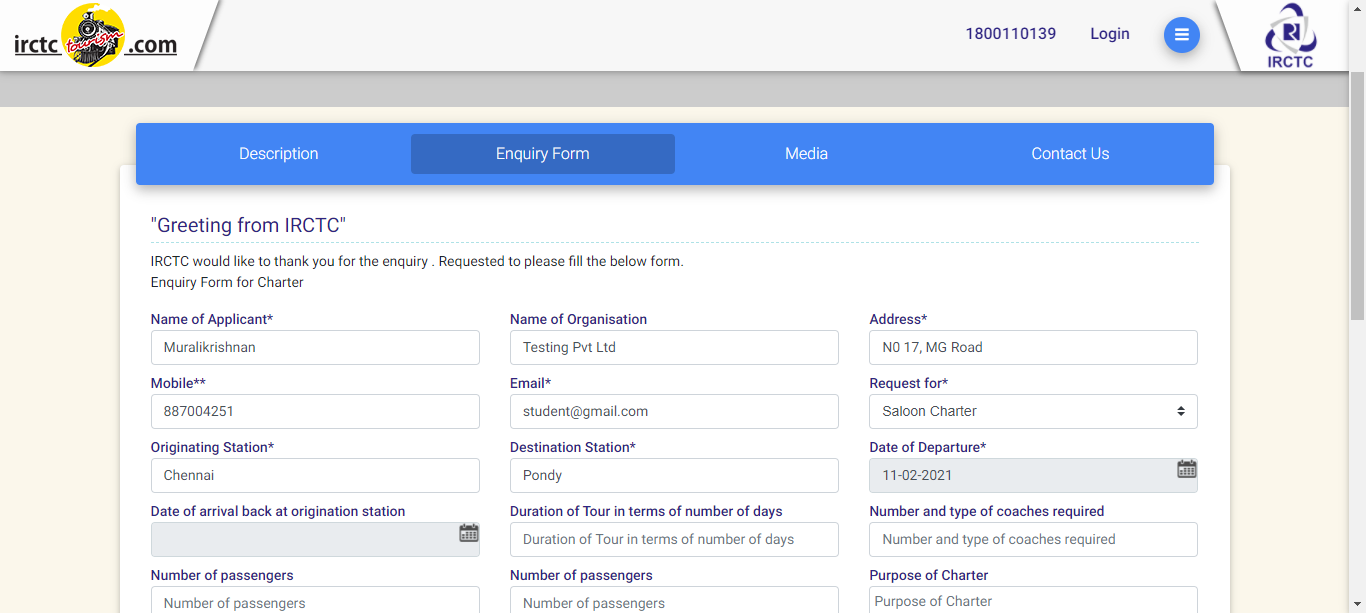 irctc tourism .com
1800110139 Login
IRCTC
Description Enquiry Form Media Contact Us
"Greeting from IRCTC"
IRCTC would like to thank you for the enquiry . Requested to please fill the below form.
Enquiry Form for Charter
Name of Applicant* Name of Organisation Address*
Muralikrishnan Testing Pvt Ltd N0 17, MG Road
Mobile** Email* Request for*
887004251 student@gmail.com Saloon Charter
Originating Station* Destination Station* Date of Departure*
Chennai Pondy 11-02-2021
Date of arrival back at origination station Duration of Tour in terms of number of days Number and type of coaches required
Duration of Tour in terms of number of days Number and type of coaches required
Number of passengers Number of passengers Purpose of Charter
Number of passengers Number of passengers Purpose of Charter